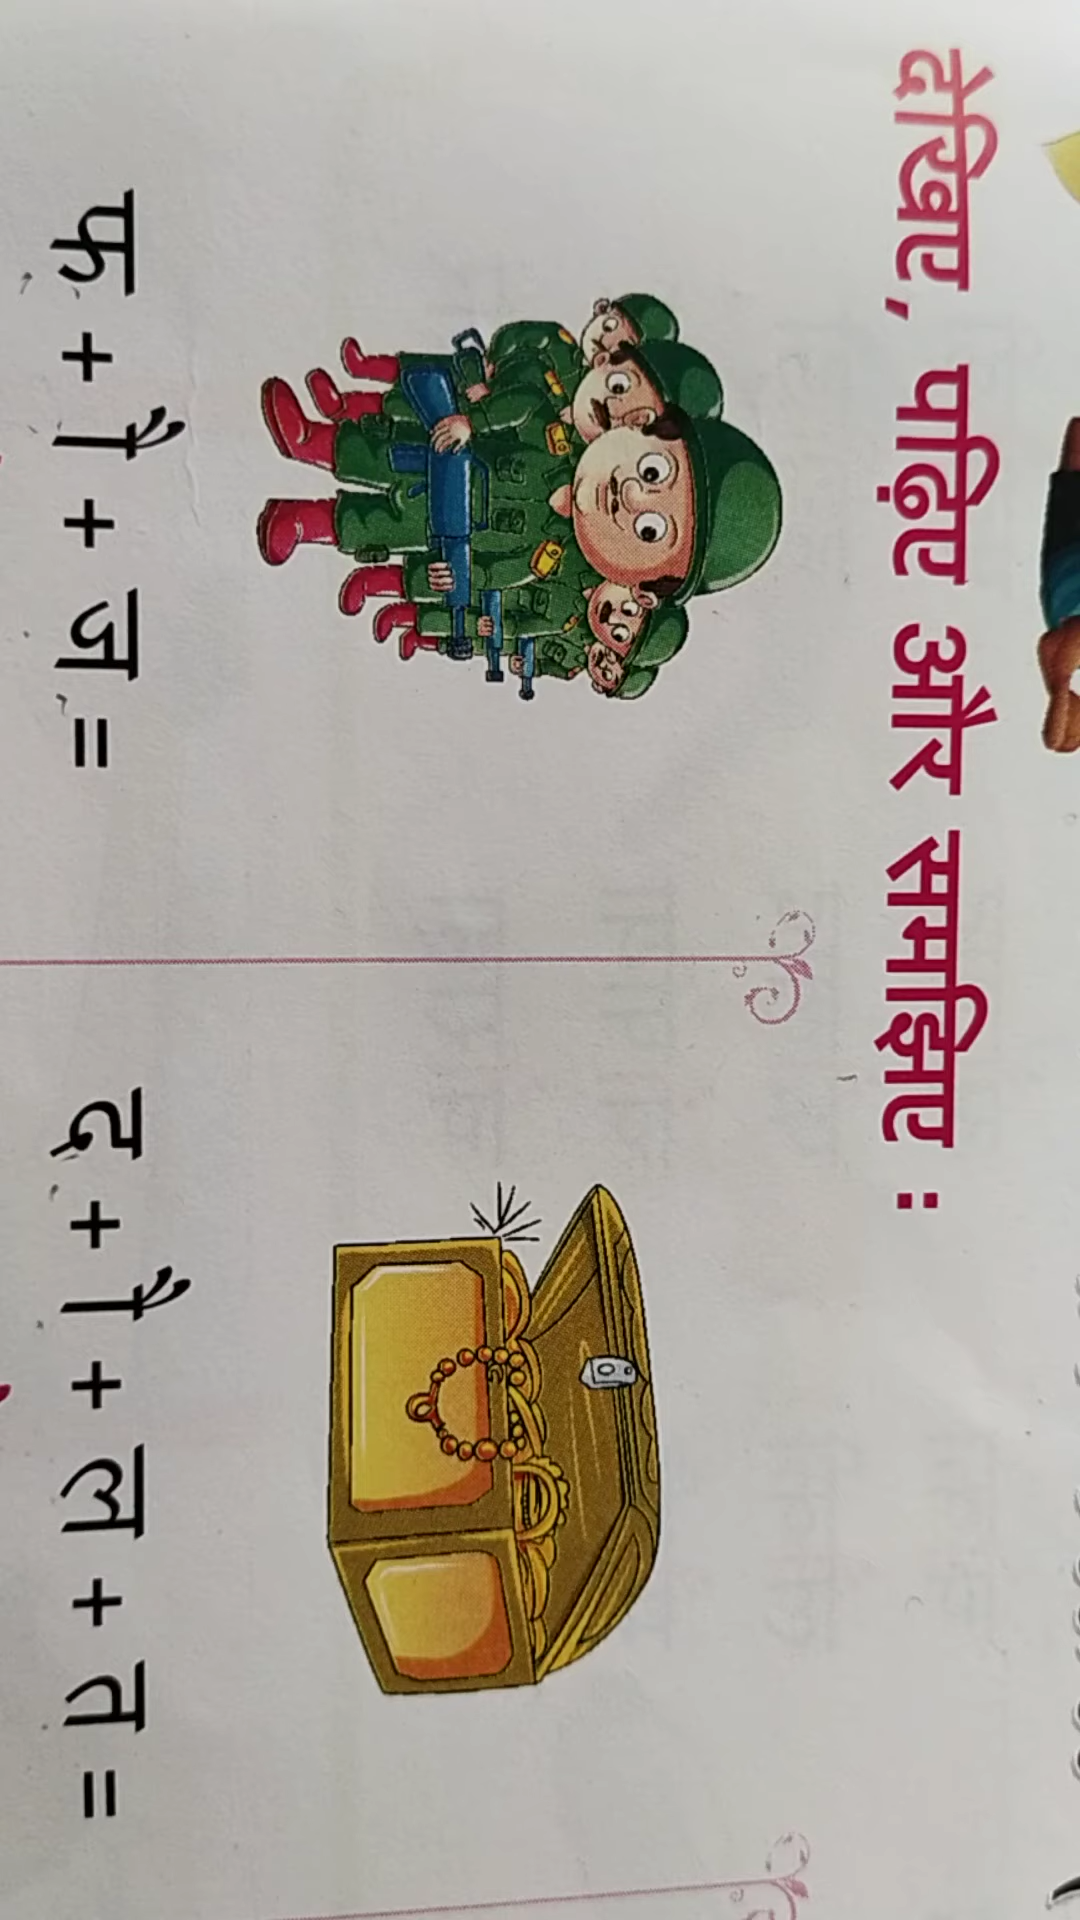 देखिए, पढ़िए और समझिए :
फ + ौ + ज =
द + ौ + ल + त =